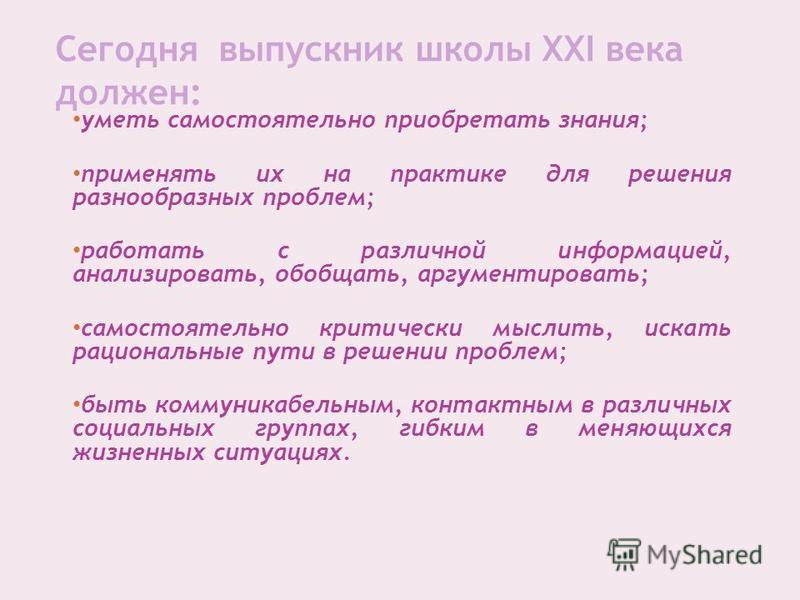 Сегодня выпускник школы XXI века
должен:
• уметь самостоятельно приобретать знания;
• применять их на практике для решения
разнообразных проблем;
• работать с различной информацией,
анализировать, обобщать, аргументировать;
• самостоятельно критически мыслить, искать
рациональные пути в решении проблем;
• быть коммуникабельным, контактным в различных
социальных группах, гибким в меняющихся
жизненных ситуациях.
MyShared